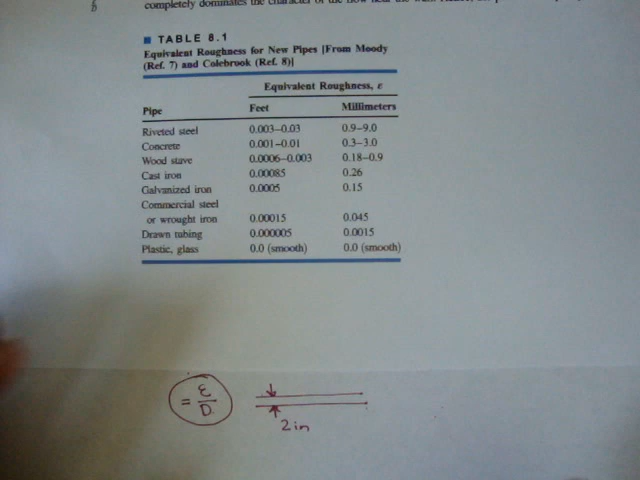 completely dominates the character of the flow near the wall. Hence, the
TABLE 8.1
Equivalent Roughness for New Pipes [From Moody
(Ref. 7) and Colebrook (Ref. 8)]
Equivalent Roughness, ε
Pipe Feet Millimeters
Riveted steel 0.003–0.03 0.9–9.0
Concrete 0.001–0.01 0.3–3.0
Wood stave 0.0006–0.003 0.18–0.9
Cast iron 0.00085 0.26
Galvanized iron 0.0005 0.15
Commercial steel
or wrought iron 0.00015 0.045
Drawn tubing 0.000005 0.0015
Plastic, glass 0.0 (smooth) 0.0 (smooth)
= ε/D
2in